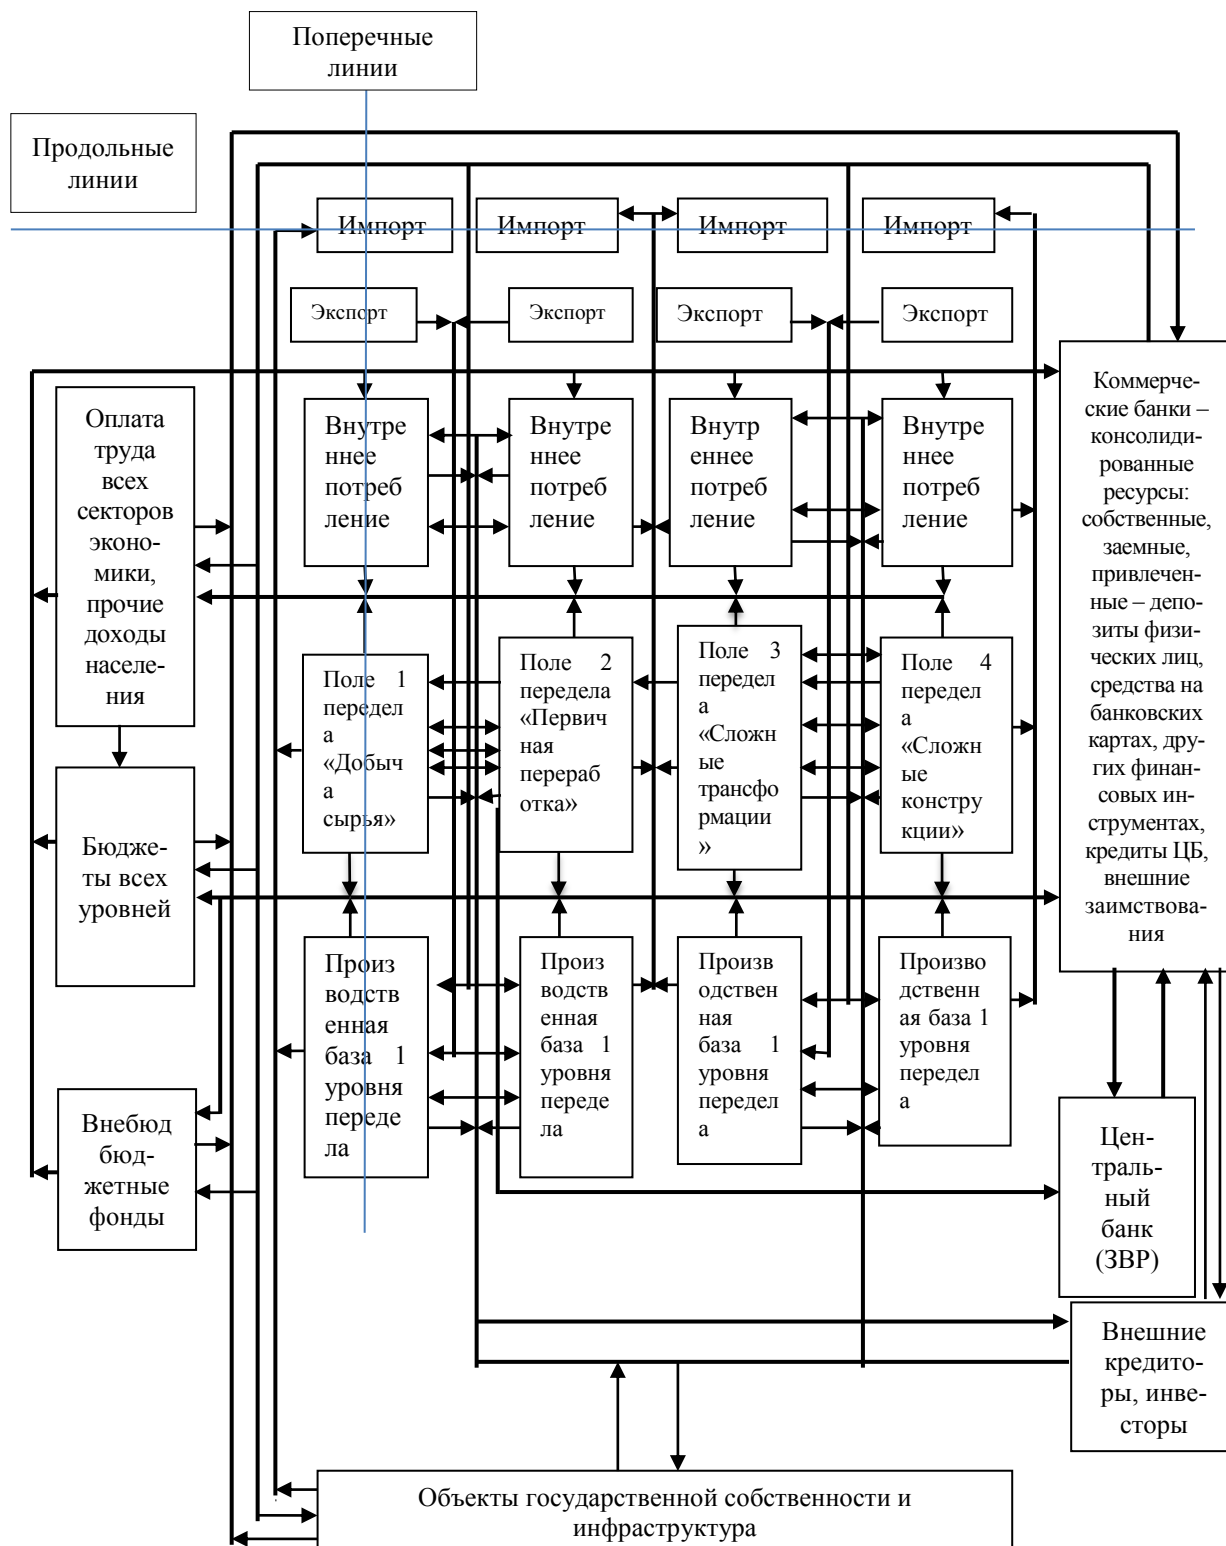 Поперечные
линии
Продольные
линии
Импорт
Импорт
Импорт
Импорт
Экспорт
Экспорт
Экспорт
Экспорт
Оплата
труда
всех
секторов
эконо-
мики,
прочие
доходы
населе-
ния
Внутре
ннее
потреб
ление
Внутре
ннее
потреб
ление
Внутр
еннее
потреб
ление
Внутре
ннее
потреб
ление
Коммерче-
ские банки –
консолиди-
рованные
ресурсы:
собственные,
заемные,
привлечен-
ные – депо-
зиты физи-
ческих лиц,
средства на
банковских
картах, дру-
гих финан-
совых ин-
струментах,
кредиты ЦБ,
внешние
заимствова-
ния
Поле 1
передел
а
«Добыч
а
сырья»
Поле 2
передела
«Первич
ная
перераб
отка»
Поле 3
передел
а
«Сложн
ые
трансфо
рмации
»
Поле 4
передел
а
«Сложн
ые
констру
кции»
Бюдже-
ты всех
уровней
Произ
водств
енная
база 1
уровня
переде
ла
Произ
водств
енная
база 1
уровня
переде
ла
Произв
одствен
ная
база 1
уровня
передел
а
Произво
дственн
ая база 1
уровня
передел
а
Внебюд
бюд-
жетные
фонды
Цен-
траль-
ный
банк
(ЗВР)
Внешние
кредито-
ры, инве-
сторы
Объекты государственной собственности и
инфраструктура